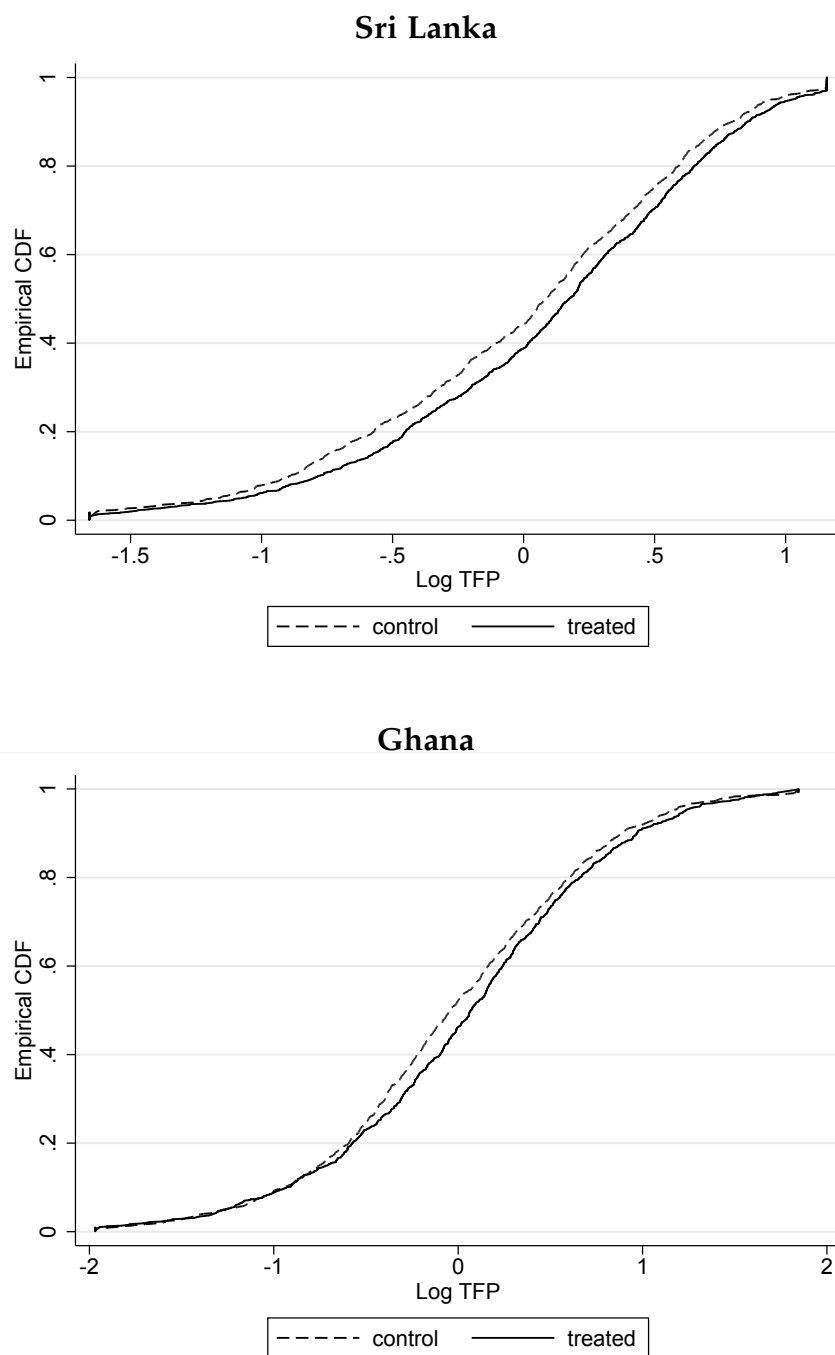 Sri Lanka
1
.8
.6
.4
.2
0
Empirical CDF
-1.5 -1 -.5 0 .5 1
Log TFP
control treated
Ghana
1
.8
.6
.4
.2
0
Empirical CDF
-2 -1 0 1 2
Log TFP
control treated